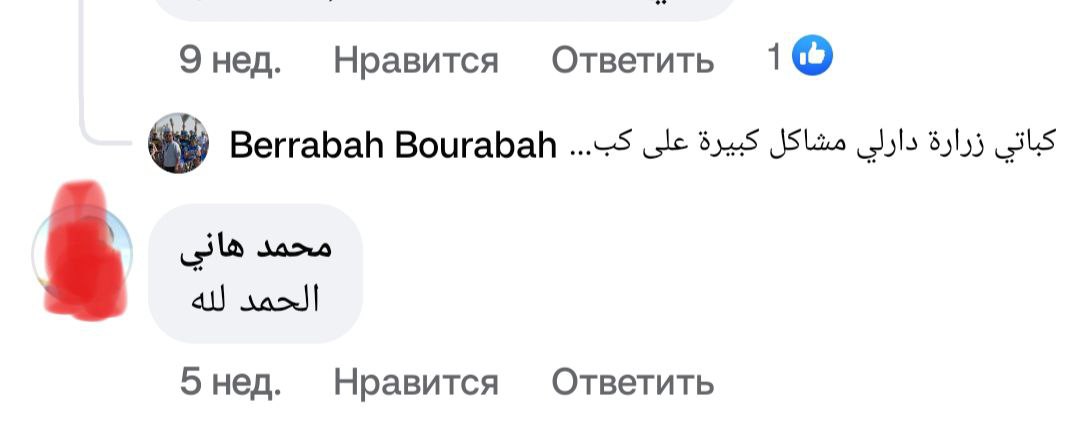 9 нед. Нравится Ответить 1
Berrabah Bourabah كباتي زرارة دارلي مشاكل كبيرة على كب...
محمد هاني
الحمد لله
5 нед. Нравится Ответить